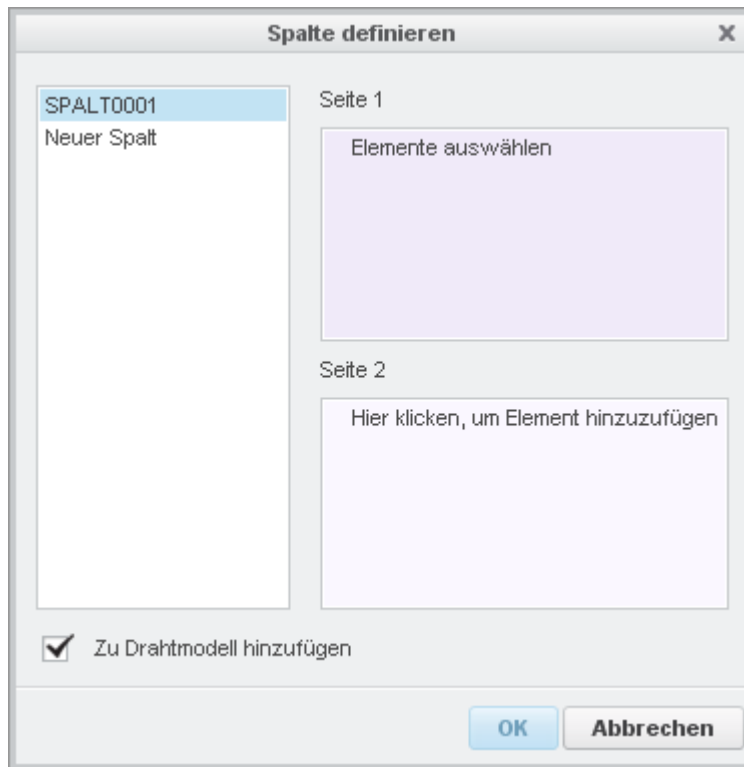 Spalte definieren
SPALT0001
Neuer Spalt
Seite 1
Elemente auswählen
Seite 2
Hier klicken, um Element hinzuzufügen
Zu Drahtmodell hinzufügen
OK
Abbrechen